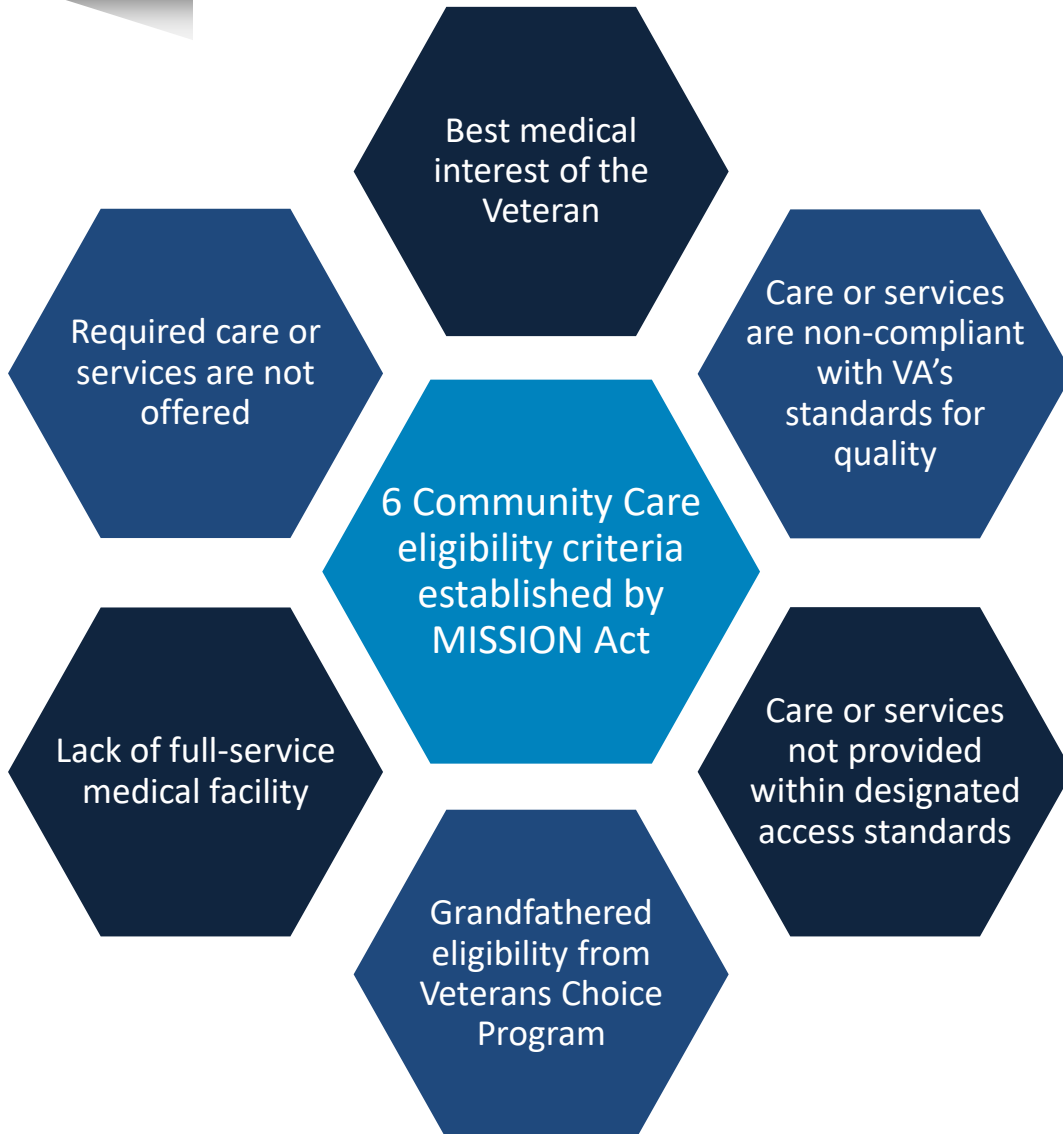 Best medical
interest of the
Veteran
Required care or
services are not
offered
Care or services
are non-compliant
with VA’s
standards for
quality
6 Community Care
eligibility criteria
established by
MISSION Act
Lack of full-service
medical facility
Care or services
not provided
within designated
access standards
Grandfathered
eligibility from
Veterans Choice
Program